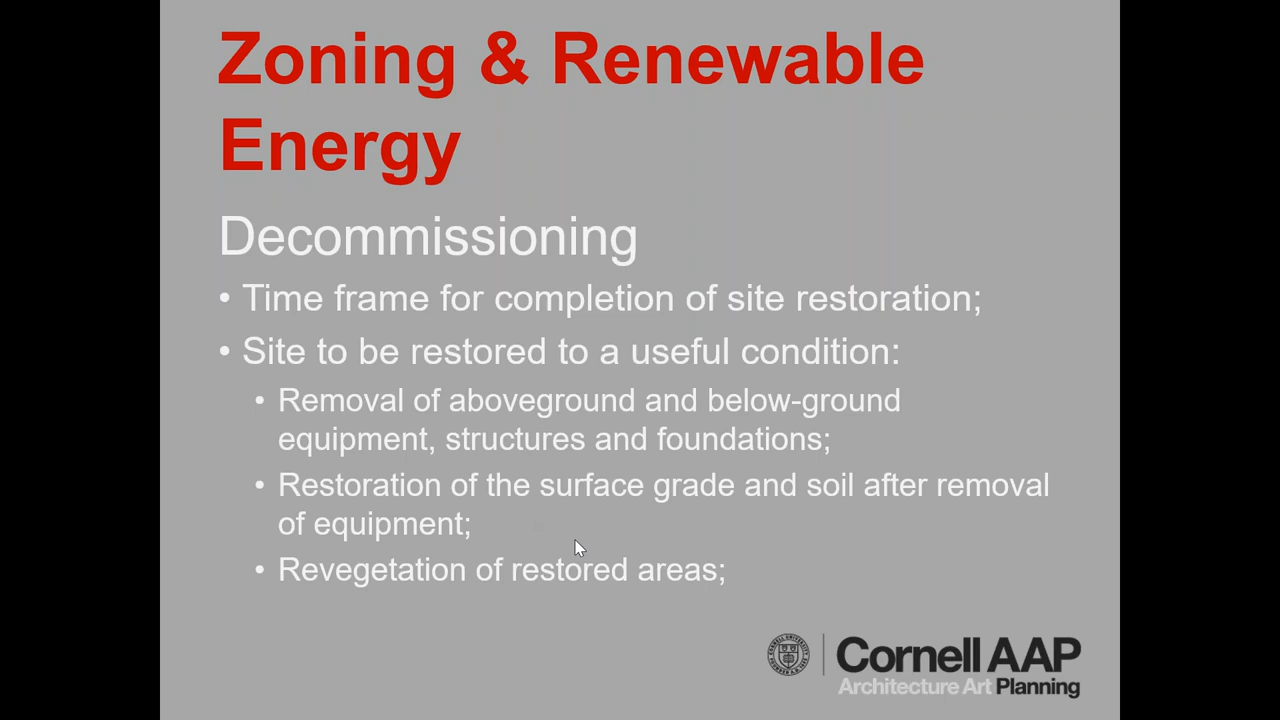 Zoning & Renewable
Energy
Decommissioning
• Time frame for completion of site restoration;
• Site to be restored to a useful condition:
• Removal of aboveground and below-ground
equipment, structures and foundations;
• Restoration of the surface grade and soil after removal
of equipment;
• Revegetation of restored areas;
Cornell AAP
Architecture Art Planning